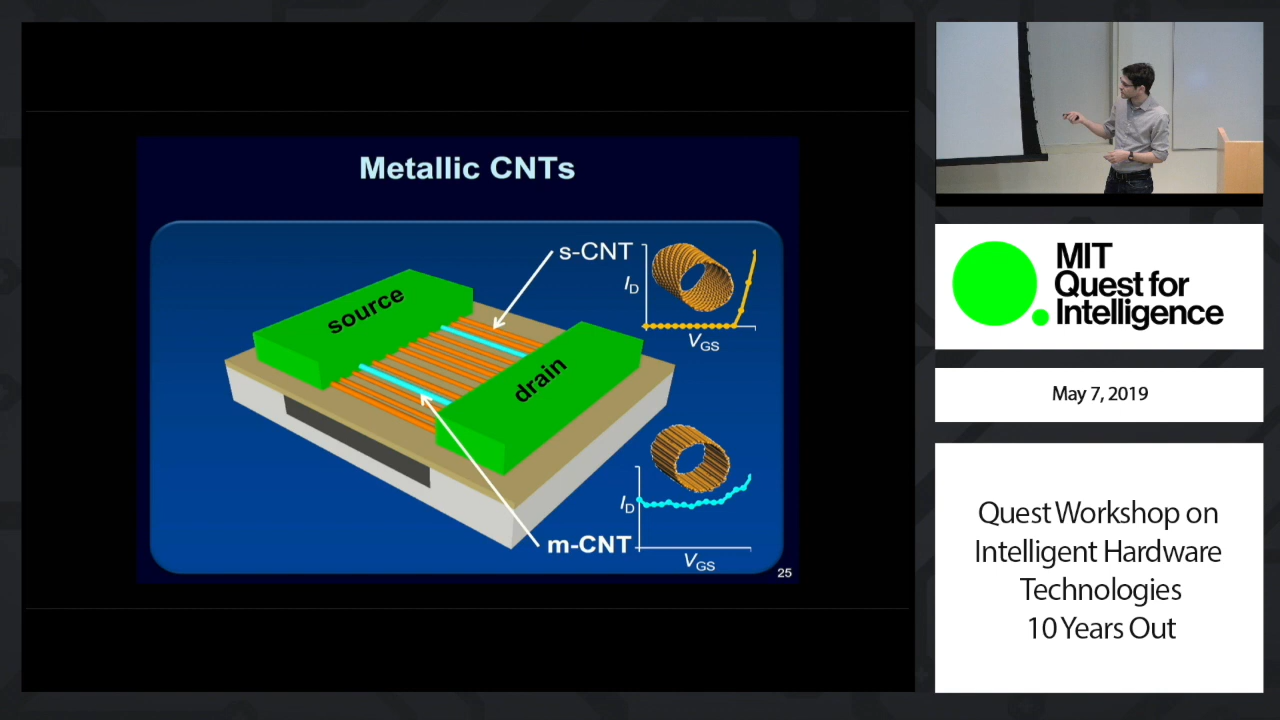 Metallic CNTs
s-CNT
I_D
V_GS
source
drain
I_D
m-CNT
V_GS
25
MIT
Quest for
Intelligence
May 7, 2019
Quest Workshop on
Intelligent Hardware
Technologies
10 Years Out